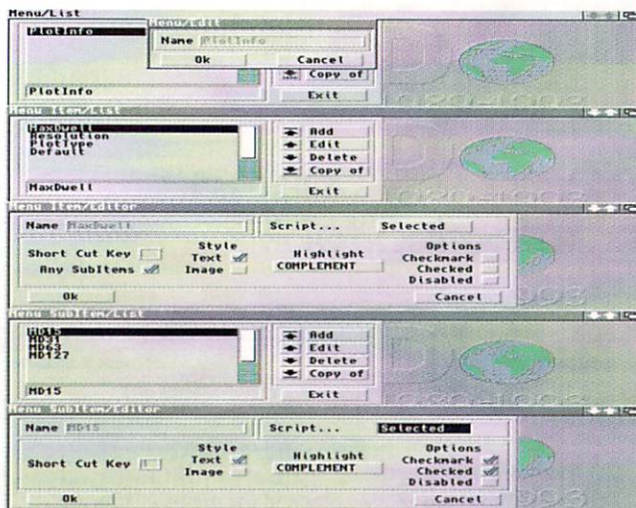 Menu/List
Menu/Edit
PlotInfo
Name PlotInfo
Ok Cancel
Copy of
PlotInfo
Exit
Menu Item/List
MaxDwell
Resolution
PlotType
Default
Add
Edit
Delete
Copy of
MaxDwell
Exit
Menu Item/Editor
Name MaxDwell
Script... Selected
Short Cut Key
Any SubItems
Style
Text
Image
Highlight
COMPLEMENT
Options
Checkmark
Checked
Disabled
Ok
Cancel
Menu SubItem/List
MD15
MD31
MD63
MD127
Add
Edit
Delete
Copy of
MD15
Exit
Menu SubItem/Editor
Name MD15
Script... Selected
Short Cut Key
Style
Text
Image
Highlight
COMPLEMENT
Options
Checkmark
Checked
Disabled
Ok
Cancel